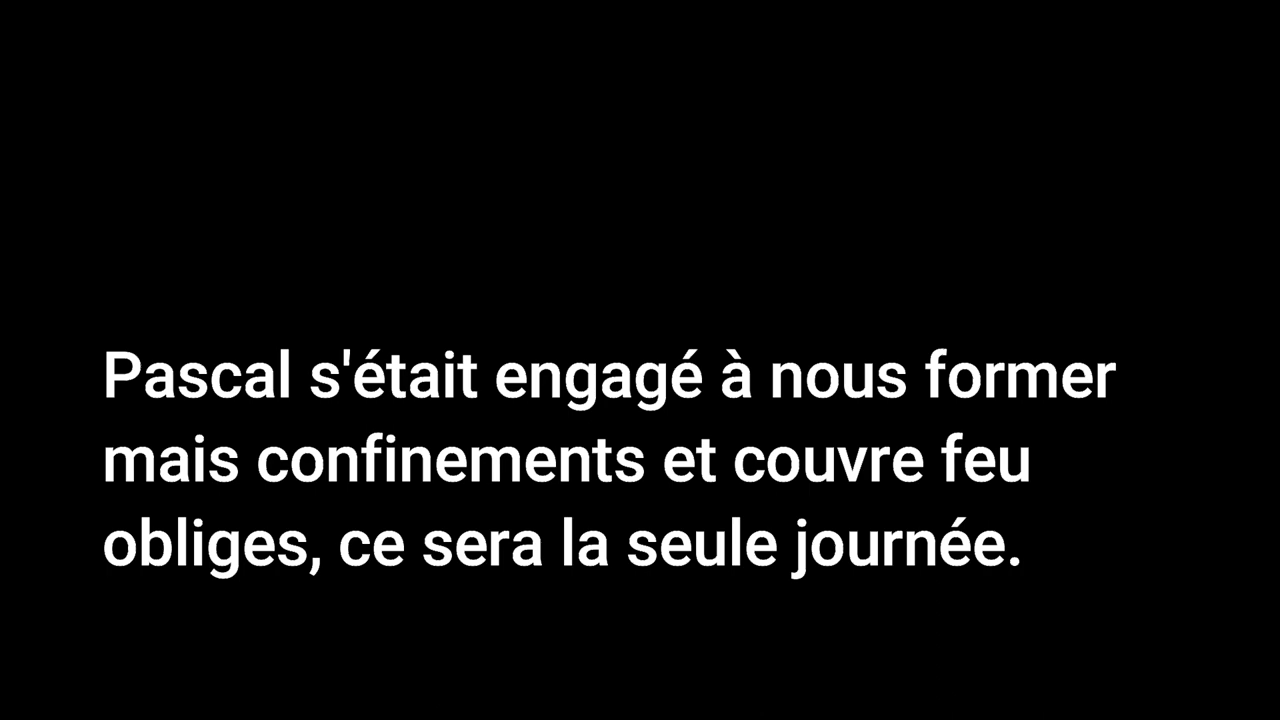 Pascal s'était engagé à nous former
mais confinements et couvre feu
obliges, ce sera la seule journée.